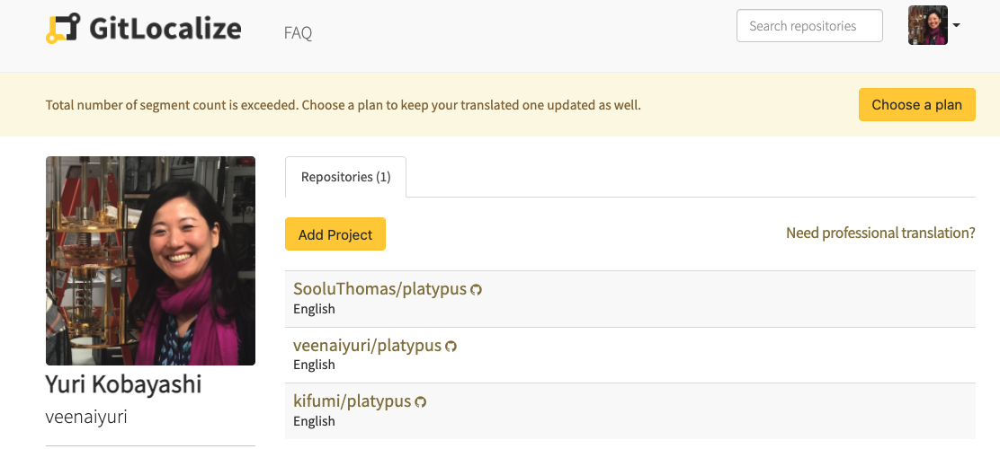 GitLocalize
FAQ
Search repositories
Total number of segment count is exceeded. Choose a plan to keep your translated one updated as well.
Choose a plan
Repositories (1)
Add Project
Need professional translation?
SooluThomas/platypus
English
veenaiyuri/platypus
English
kifumi/platypus
English
Yuri Kobayashi
veenaiyuri